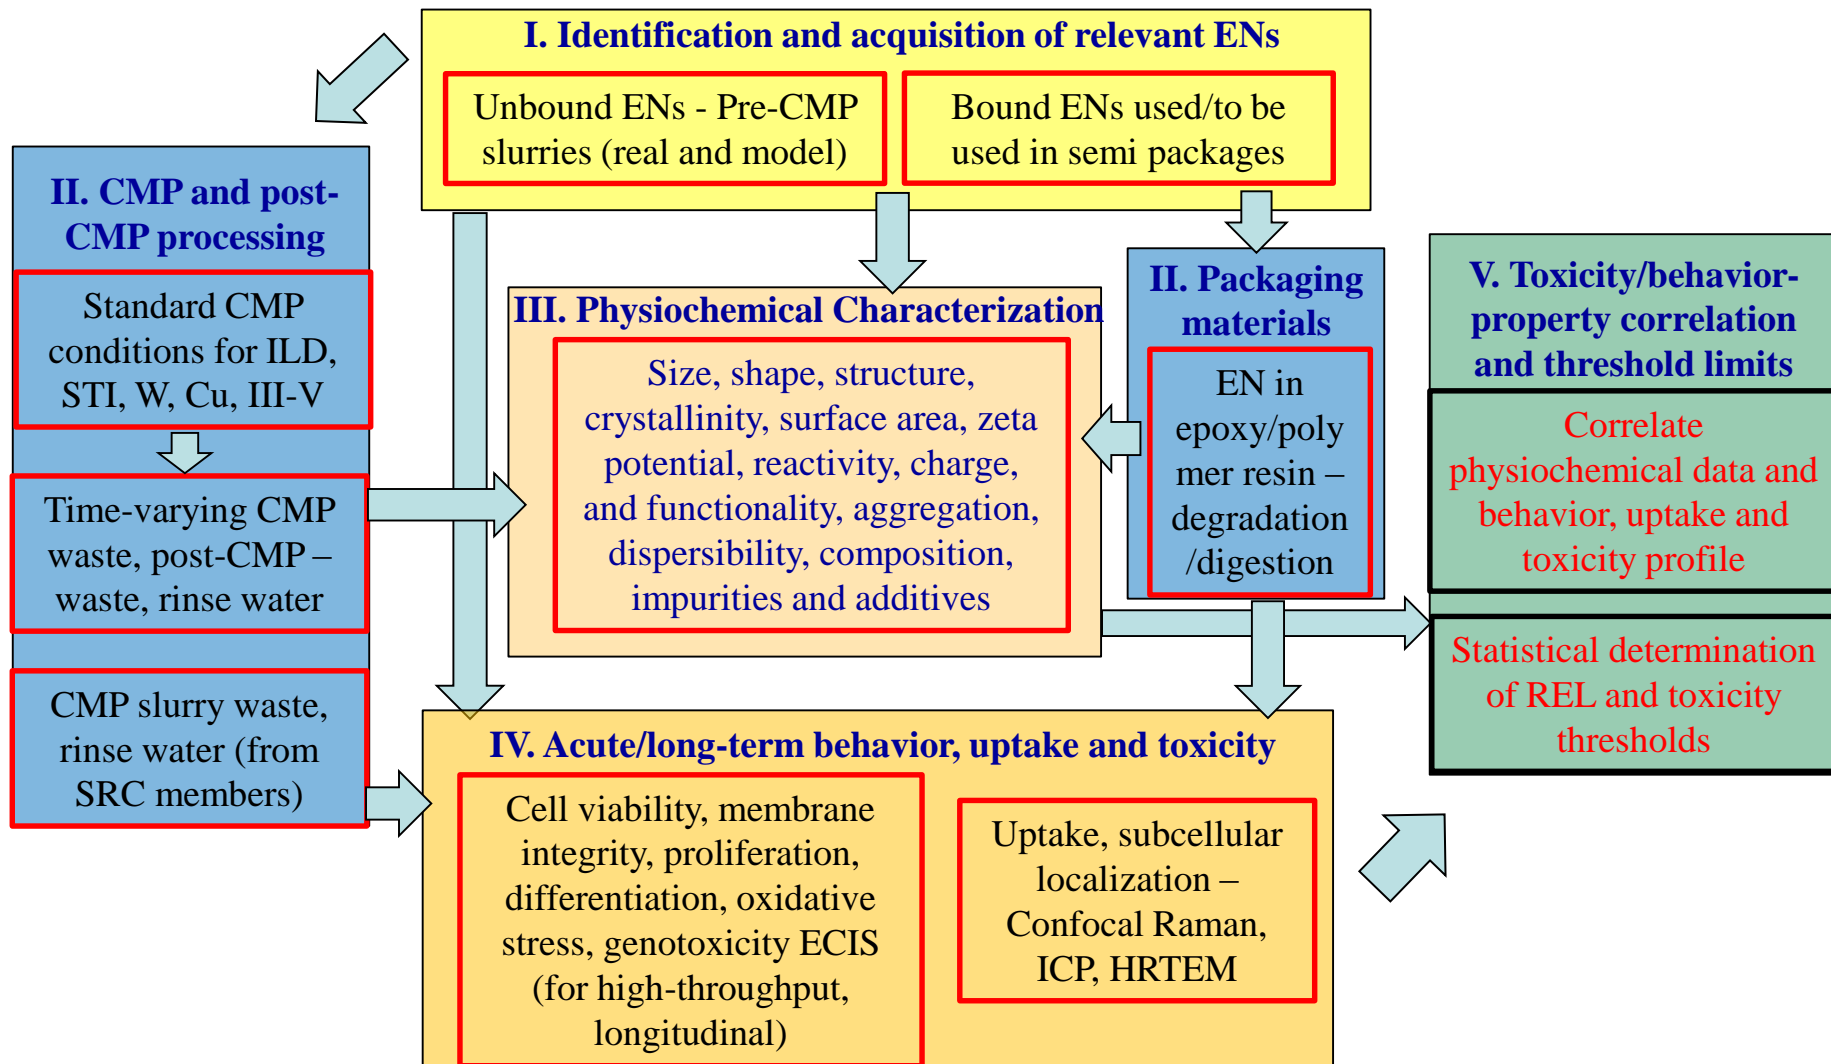 I. Identification and acquisition of relevant ENs
Unbound ENs - Pre-CMP
slurries (real and model)
Bound ENs used/to be
used in semi packages
II. CMP and post-
CMP processing
Standard CMP
conditions for ILD,
STI, W, Cu, III-V
Time-varying CMP
waste, post-CMP –
waste, rinse water
CMP slurry waste,
rinse water (from
SRC members)
III. Physiochemical Characterization
Size, shape, structure,
crystallinity, surface area, zeta
potential, reactivity, charge,
and functionality, aggregation,
dispersibility, composition,
impurities and additives
II. Packaging
materials
EN in
epoxy/poly
mer resin –
degradation
/digestion
IV. Acute/long-term behavior, uptake and toxicity
Cell viability, membrane
integrity, proliferation,
differentiation, oxidative
stress, genotoxicity ECIS
(for high-throughput,
longitudinal)
Uptake, subcellular
localization –
Confocal Raman,
ICP, HRTEM
V. Toxicity/behavior-
property correlation
and threshold limits
Correlate
physiochemical data and
behavior, uptake and
toxicity profile
Statistical determination
of REL and toxicity
thresholds